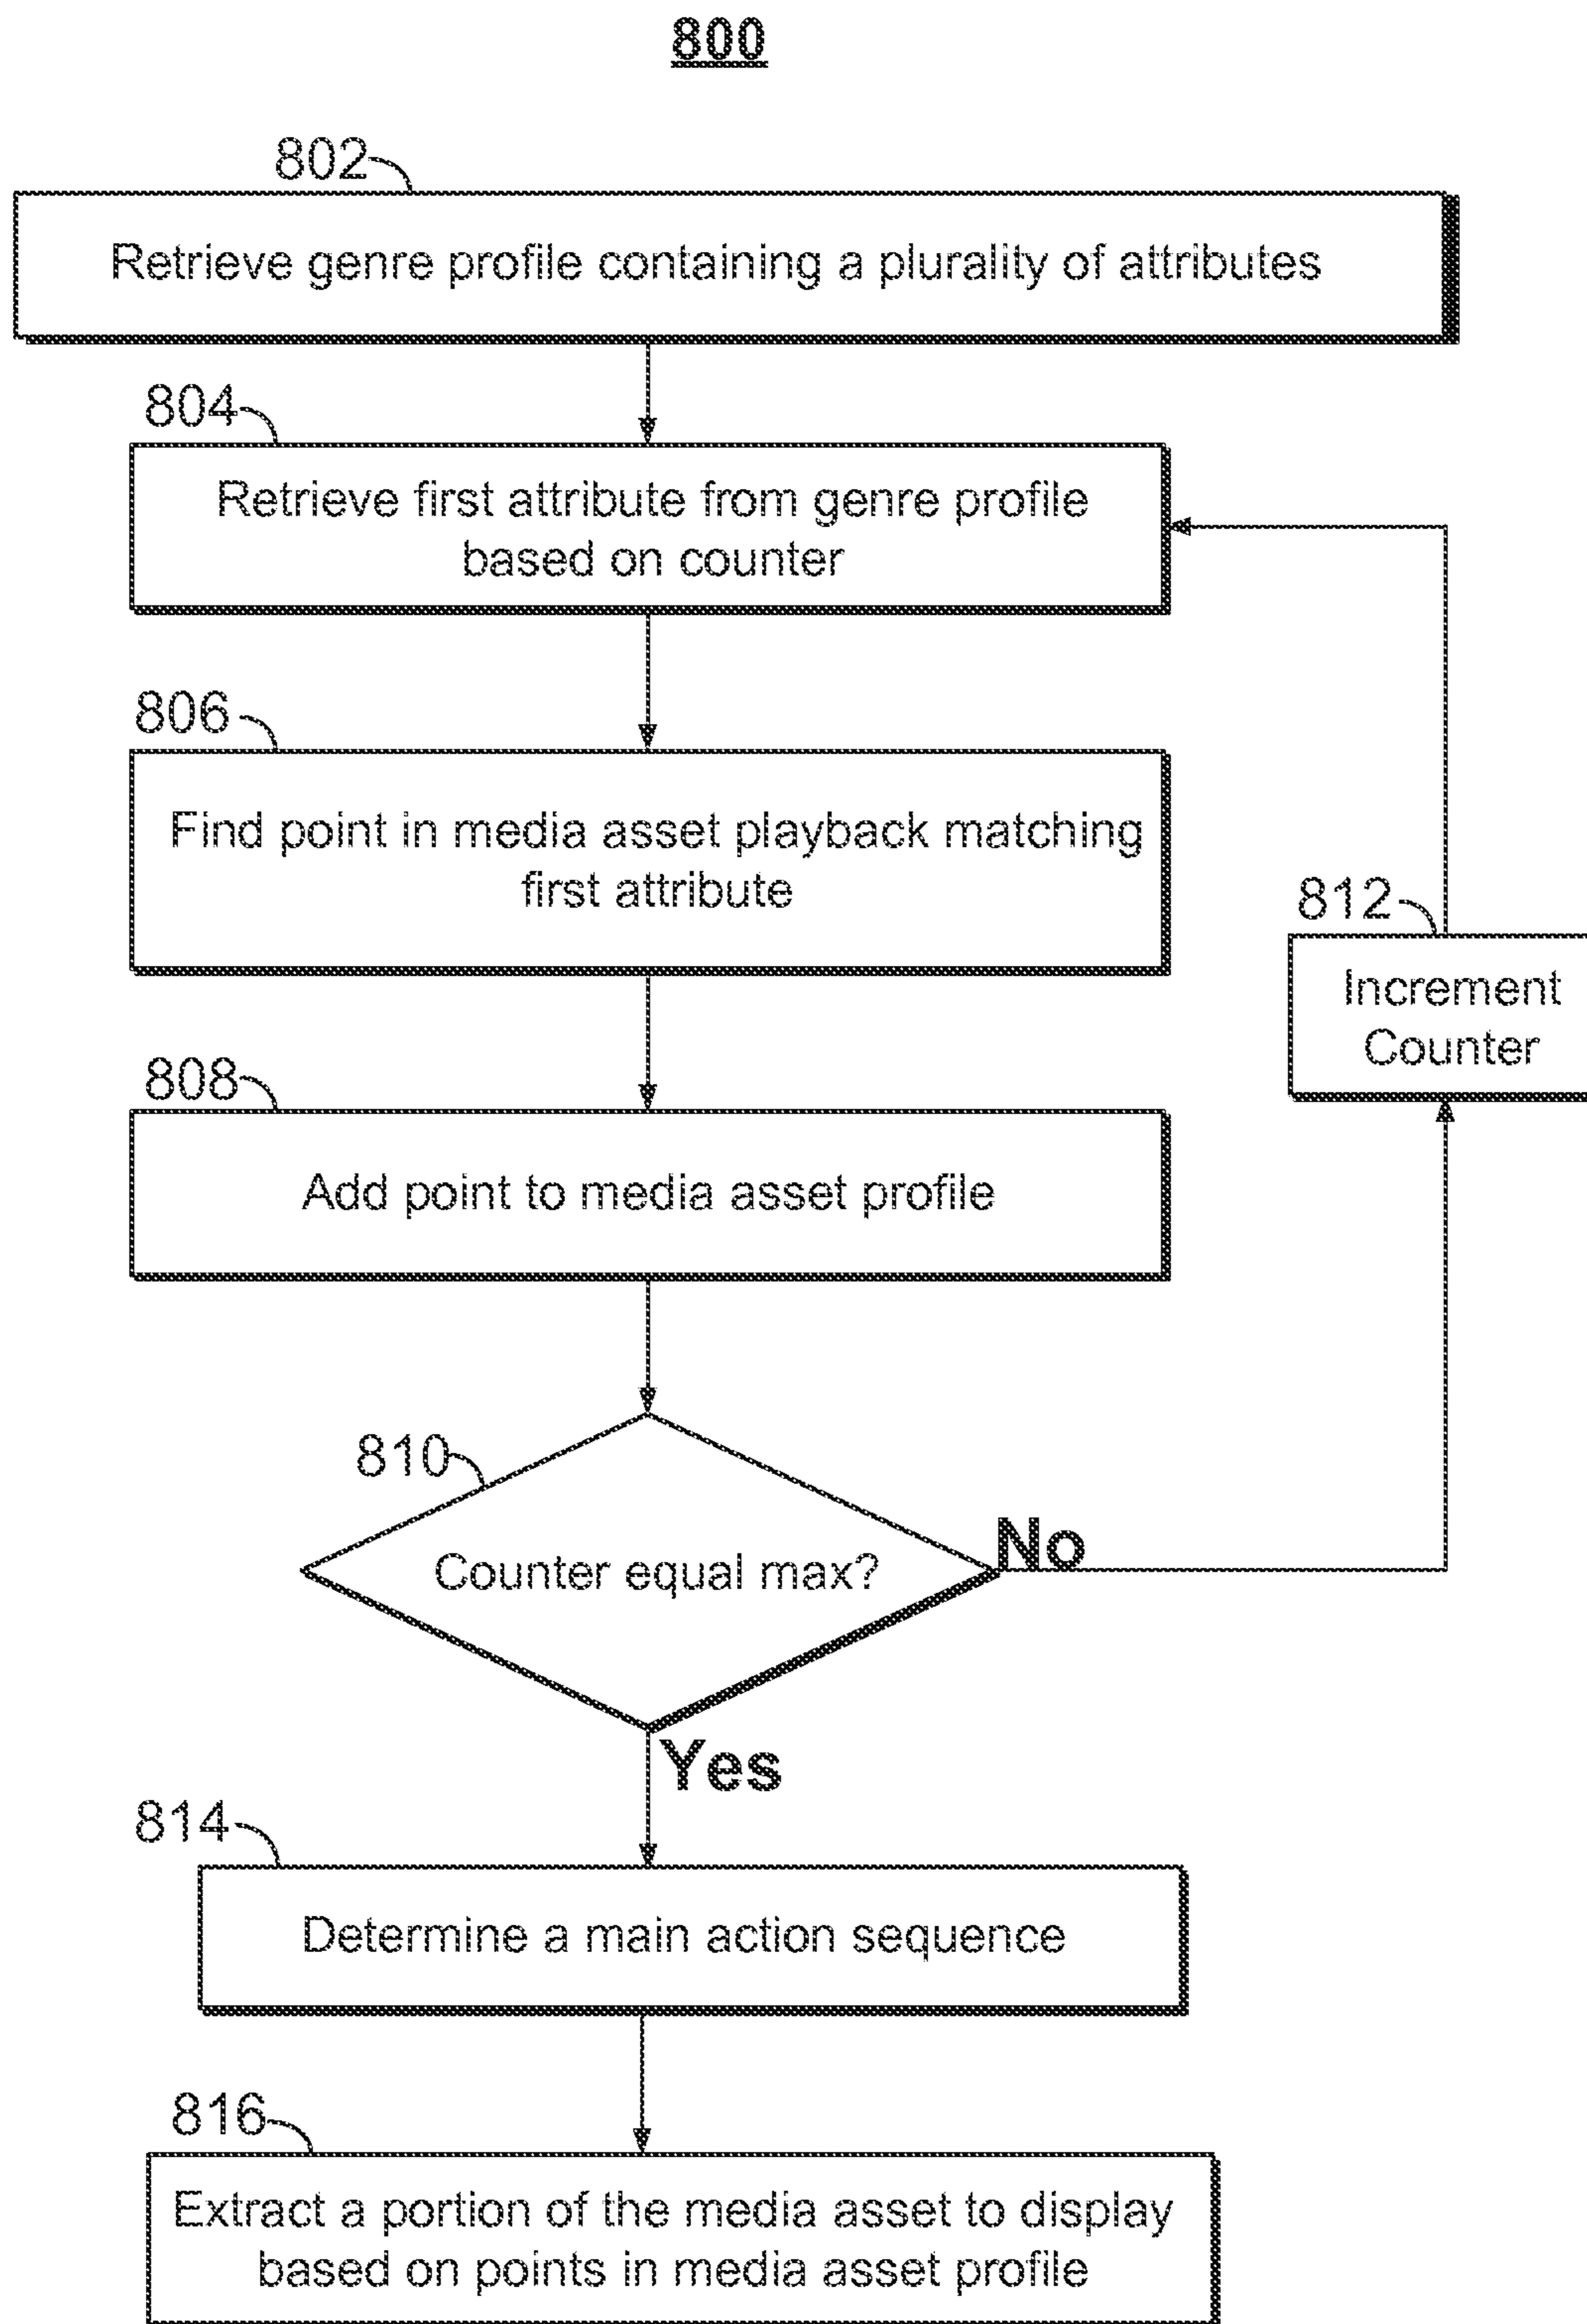 800
802
Retrieve genre profile containing a plurality of attributes
804
Retrieve first attribute from genre profile
based on counter
806
Find point in media asset playback matching
first attribute
812
Increment
Counter
808
Add point to media asset profile
810
Counter equal max?
No
Yes
814
Determine a main action sequence
816
Extract a portion of the media asset to display
based on points in media asset profile